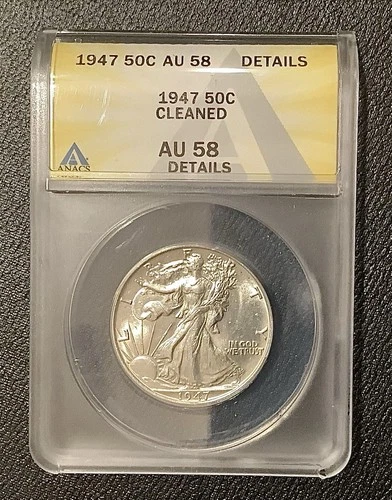 1947 50C AU 58 DETAILS
1947 50C
CLEANED
AU 58
DETAILS
ANACS
LIBERTY
IN GOD
WE TRUST
1947